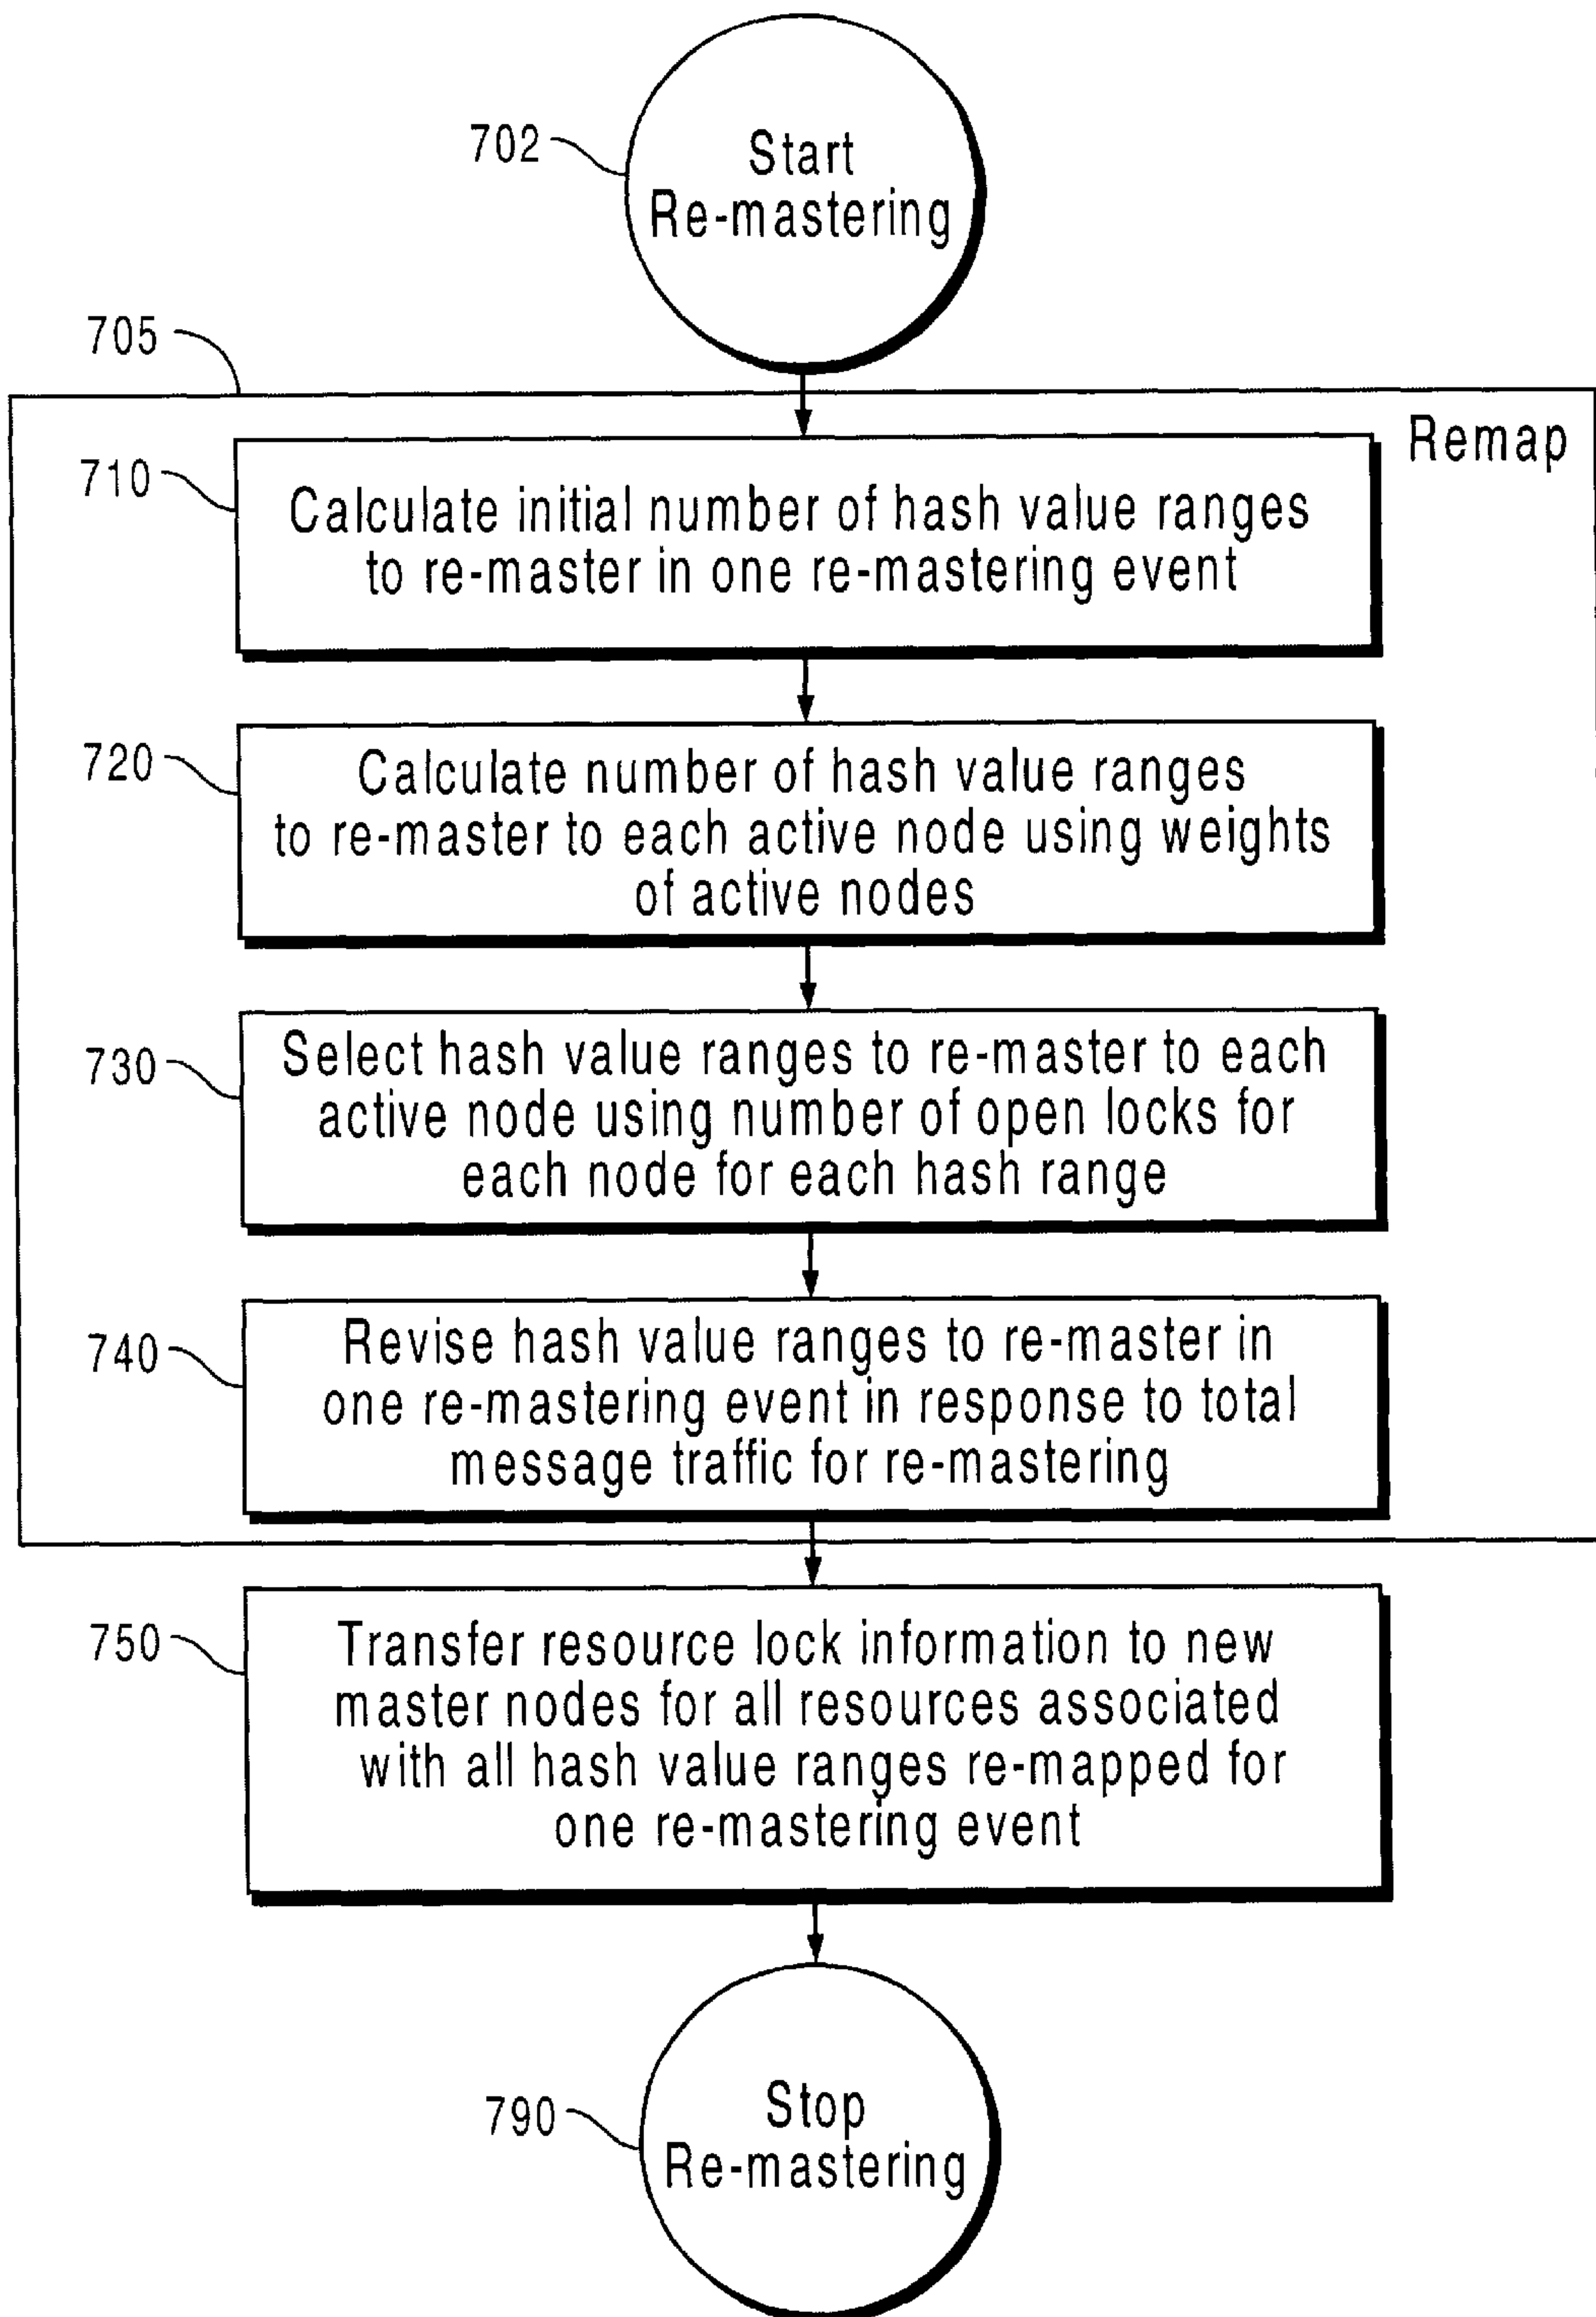 702
Start
Re-mastering
705
Remap
710
Calculate initial number of hash value ranges
to re-master in one re-mastering event
720
Calculate number of hash value ranges
to re-master to each active node using weights
of active nodes
730
Select hash value ranges to re-master to each
active node using number of open locks for
each node for each hash range
740
Revise hash value ranges to re-master in
one re-mastering event in response to total
message traffic for re-mastering
750
Transfer resource lock information to new
master nodes for all resources associated
with all hash value ranges re-mapped for
one re-mastering event
790
Stop
Re-mastering